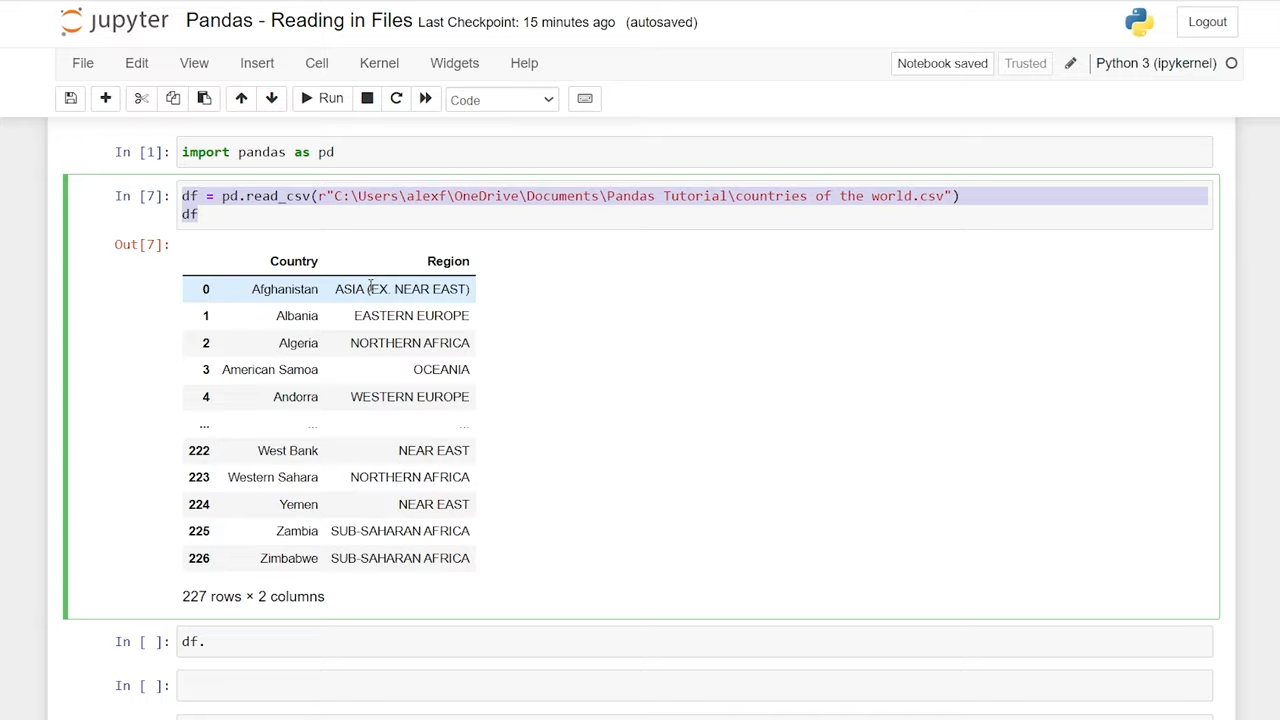 jupyter Pandas - Reading in Files Last Checkpoint: 15 minutes ago (autosaved) Logout
File Edit View Insert Cell Kernel Widgets Help Notebook saved Trusted Python 3 (ipykernel)
Run Code
In [1]: import pandas as pd
In [7]: df = pd.read_csv(r"C:\Users\alexf\OneDrive\Documents\Pandas Tutorial\countries of the world.csv")
df
Out[7]:
Country Region
0 Afghanistan ASIA (EX. NEAR EAST)
1 Albania EASTERN EUROPE
2 Algeria NORTHERN AFRICA
3 American Samoa OCEANIA
4 Andorra WESTERN EUROPE
... ... ...
222 West Bank NEAR EAST
223 Western Sahara NORTHERN AFRICA
224 Yemen NEAR EAST
225 Zambia SUB-SAHARAN AFRICA
226 Zimbabwe SUB-SAHARAN AFRICA
227 rows × 2 columns
In [ ]: df.
In [ ]: